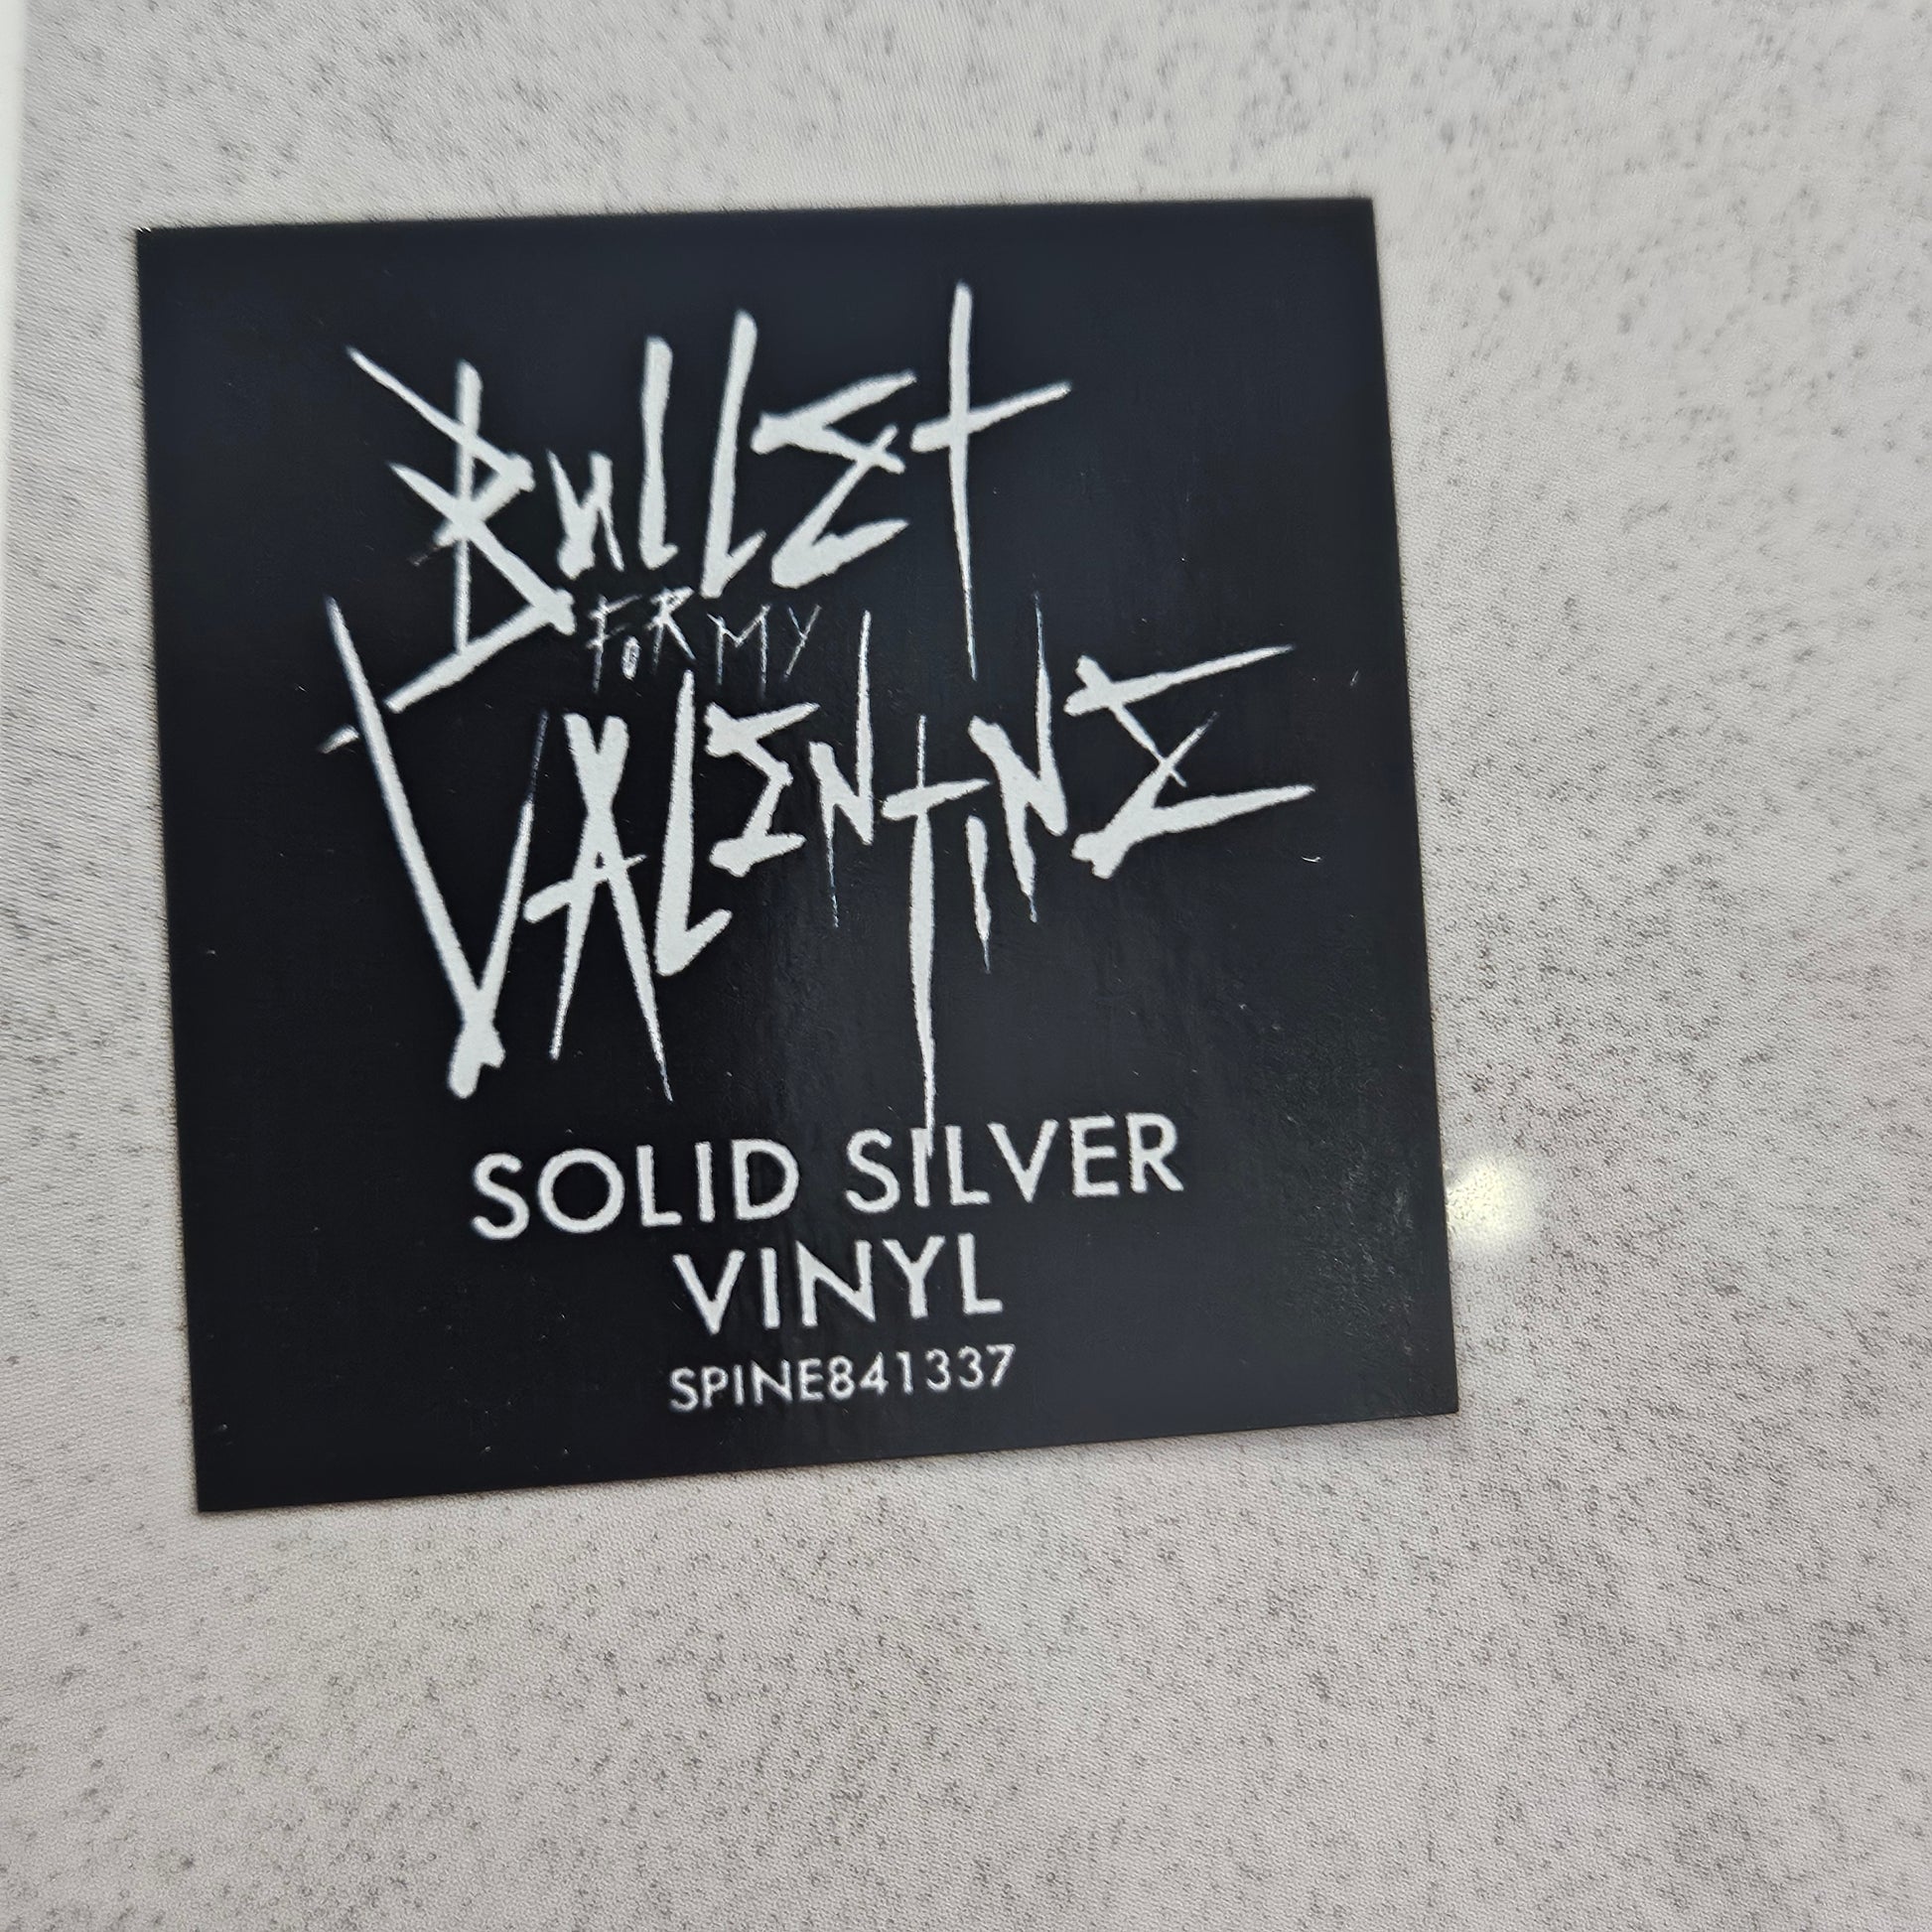 BullEt
FoR MY
VALENTINE
SOLID SILVER
VINYL
SPINE841337